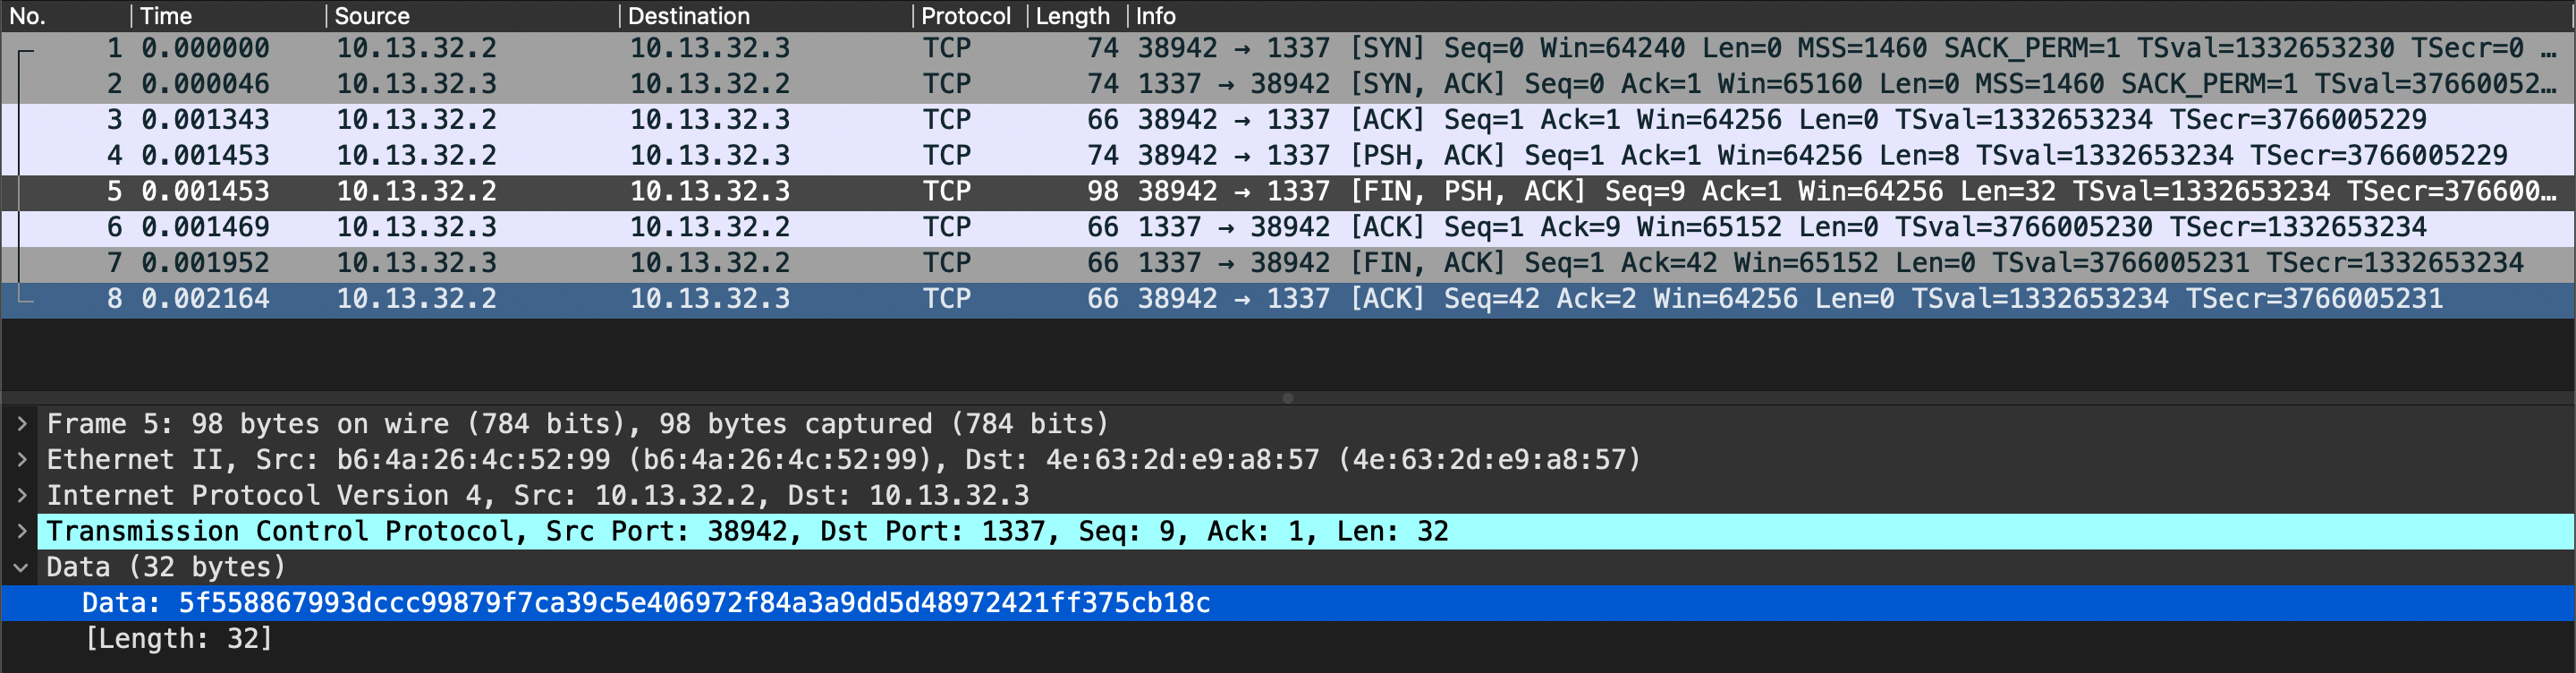 No. Time Source Destination Protocol Length Info
1 0.000000 10.13.32.2 10.13.32.3 TCP 74 38942 → 1337 [SYN] Seq=0 Win=64240 Len=0 MSS=1460 SACK_PERM=1 TSval=1332653230 TSecr=0 …
2 0.000046 10.13.32.3 10.13.32.2 TCP 74 1337 → 38942 [SYN, ACK] Seq=0 Ack=1 Win=65160 Len=0 MSS=1460 SACK_PERM=1 TSval=37660052…
3 0.001343 10.13.32.2 10.13.32.3 TCP 66 38942 → 1337 [ACK] Seq=1 Ack=1 Win=64256 Len=0 TSval=1332653234 TSecr=3766005229
4 0.001453 10.13.32.2 10.13.32.3 TCP 74 38942 → 1337 [PSH, ACK] Seq=1 Ack=1 Win=64256 Len=8 TSval=1332653234 TSecr=3766005229
5 0.001453 10.13.32.2 10.13.32.3 TCP 98 38942 → 1337 [FIN, PSH, ACK] Seq=9 Ack=1 Win=64256 Len=32 TSval=1332653234 TSecr=376600…
6 0.001469 10.13.32.3 10.13.32.2 TCP 66 1337 → 38942 [ACK] Seq=1 Ack=9 Win=65152 Len=0 TSval=3766005230 TSecr=1332653234
7 0.001952 10.13.32.3 10.13.32.2 TCP 66 1337 → 38942 [FIN, ACK] Seq=1 Ack=42 Win=65152 Len=0 TSval=3766005231 TSecr=1332653234
8 0.002164 10.13.32.2 10.13.32.3 TCP 66 38942 → 1337 [ACK] Seq=42 Ack=2 Win=64256 Len=0 TSval=1332653234 TSecr=3766005231
Frame 5: 98 bytes on wire (784 bits), 98 bytes captured (784 bits)
Ethernet II, Src: b6:4a:26:4c:52:99 (b6:4a:26:4c:52:99), Dst: 4e:63:2d:e9:a8:57 (4e:63:2d:e9:a8:57)
Internet Protocol Version 4, Src: 10.13.32.2, Dst: 10.13.32.3
Transmission Control Protocol, Src Port: 38942, Dst Port: 1337, Seq: 9, Ack: 1, Len: 32
Data (32 bytes)
Data: 5f558867993dccc99879f7ca39c5e406972f84a3a9dd5d48972421ff375cb18c
[Length: 32]